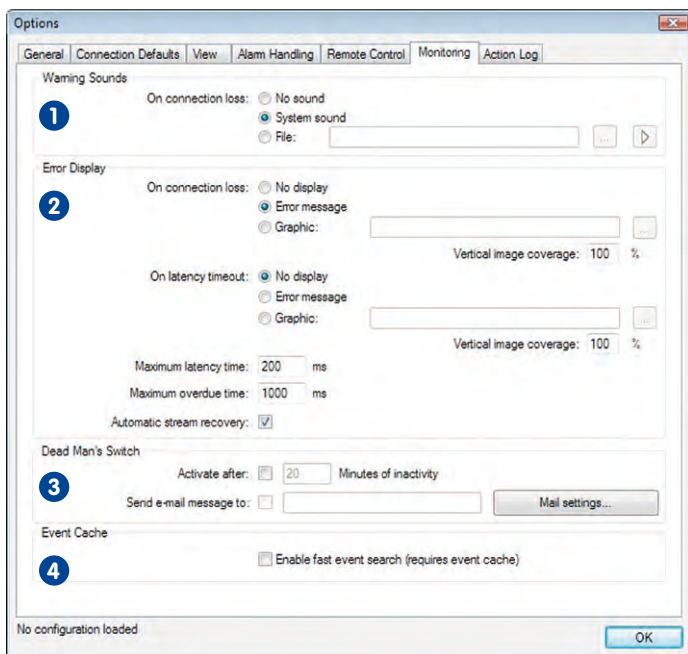 Options
General Connection Defaults View Alarm Handling Remote Control Monitoring Action Log
Warning Sounds
1
On connection loss: No sound
System sound
File: ...
Error Display
2
On connection loss: No display
Error message
Graphic: ...
Vertical image coverage: 100 %
On latency timeout: No display
Error message
Graphic: ...
Vertical image coverage: 100 %
Maximum latency time: 200 ms
Maximum overdue time: 1000 ms
Automatic stream recovery:
Dead Man's Switch
3
Activate after: 20 Minutes of inactivity
Send e-mail message to: Mail settings...
Event Cache
4
Enable fast event search (requires event cache)
No configuration loaded
OK